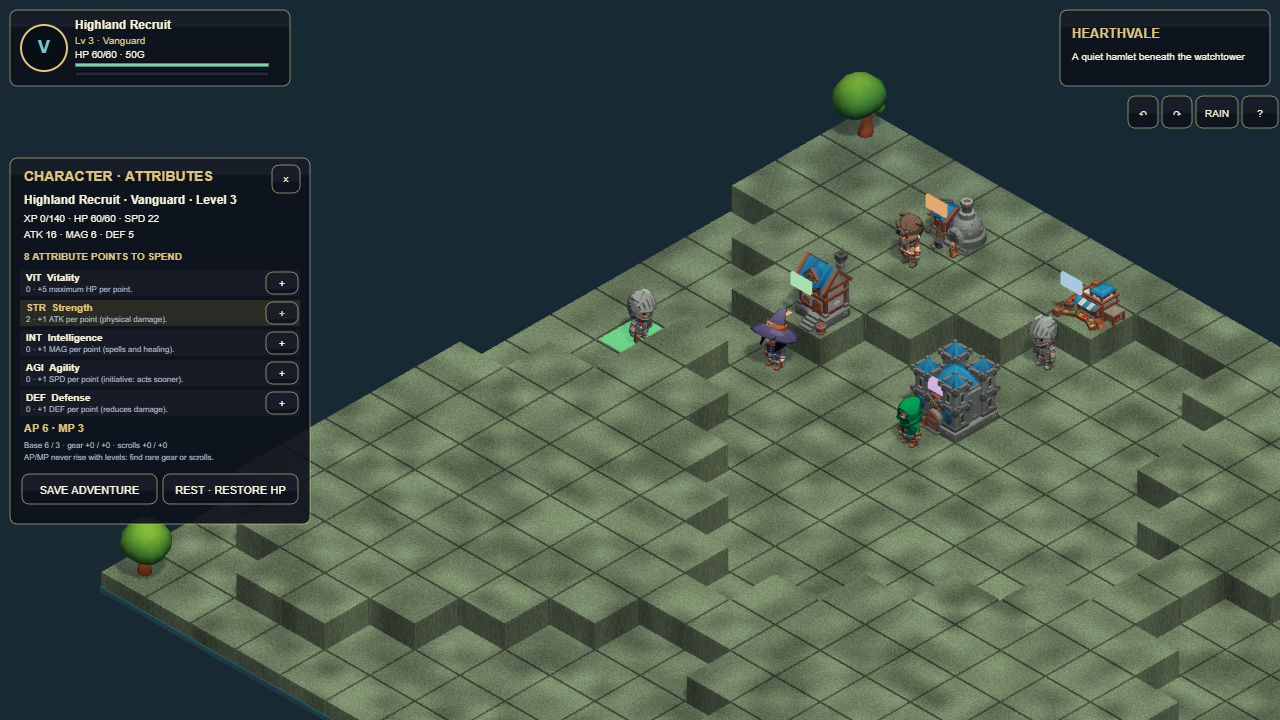 V
Highland Recruit
Lv 3 · Vanguard
HP 60/60 · 50G
HEARTHVALE
A quiet hamlet beneath the watchtower
↶ ↷ RAIN ?
CHARACTER · ATTRIBUTES
×
Highland Recruit · Vanguard · Level 3
XP 0/140 · HP 60/60 · SPD 22
ATK 16 · MAG 6 · DEF 5
8 ATTRIBUTE POINTS TO SPEND
VIT Vitality
0 · +5 maximum HP per point.
+
STR Strength
2 · +1 ATK per point (physical damage).
+
INT Intelligence
0 · +1 MAG per point (spells and healing).
+
AGI Agility
0 · +1 SPD per point (initiative: acts sooner).
+
DEF Defense
0 · +1 DEF per point (reduces damage).
+
AP 6 · MP 3
Base 6 / 3 · gear +0 / +0 · scrolls +0 / +0
AP/MP never rise with levels: find rare gear or scrolls.
SAVE ADVENTURE
REST · RESTORE HP